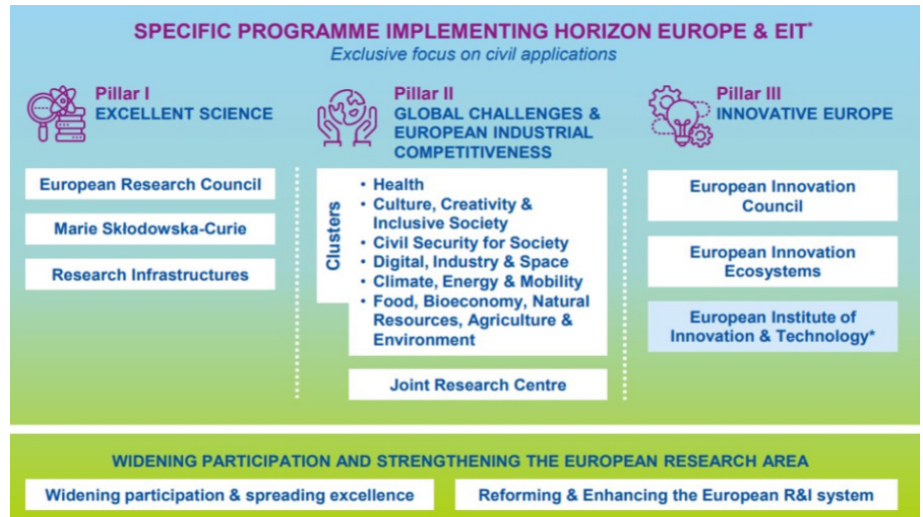 SPECIFIC PROGRAMME IMPLEMENTING HORIZON EUROPE & EIT*
Exclusive focus on civil applications
Pillar I
EXCELLENT SCIENCE
European Research Council
Marie Skłodowska-Curie
Research Infrastructures
Pillar II
GLOBAL CHALLENGES &
EUROPEAN INDUSTRIAL
COMPETITIVENESS
Clusters
• Health
• Culture, Creativity &
Inclusive Society
• Civil Security for Society
• Digital, Industry & Space
• Climate, Energy & Mobility
• Food, Bioeconomy, Natural
Resources, Agriculture &
Environment
Joint Research Centre
Pillar III
INNOVATIVE EUROPE
European Innovation
Council
European Innovation
Ecosystems
European Institute of
Innovation & Technology*
WIDENING PARTICIPATION AND STRENGTHENING THE EUROPEAN RESEARCH AREA
Widening participation & spreading excellence
Reforming & Enhancing the European R&I system